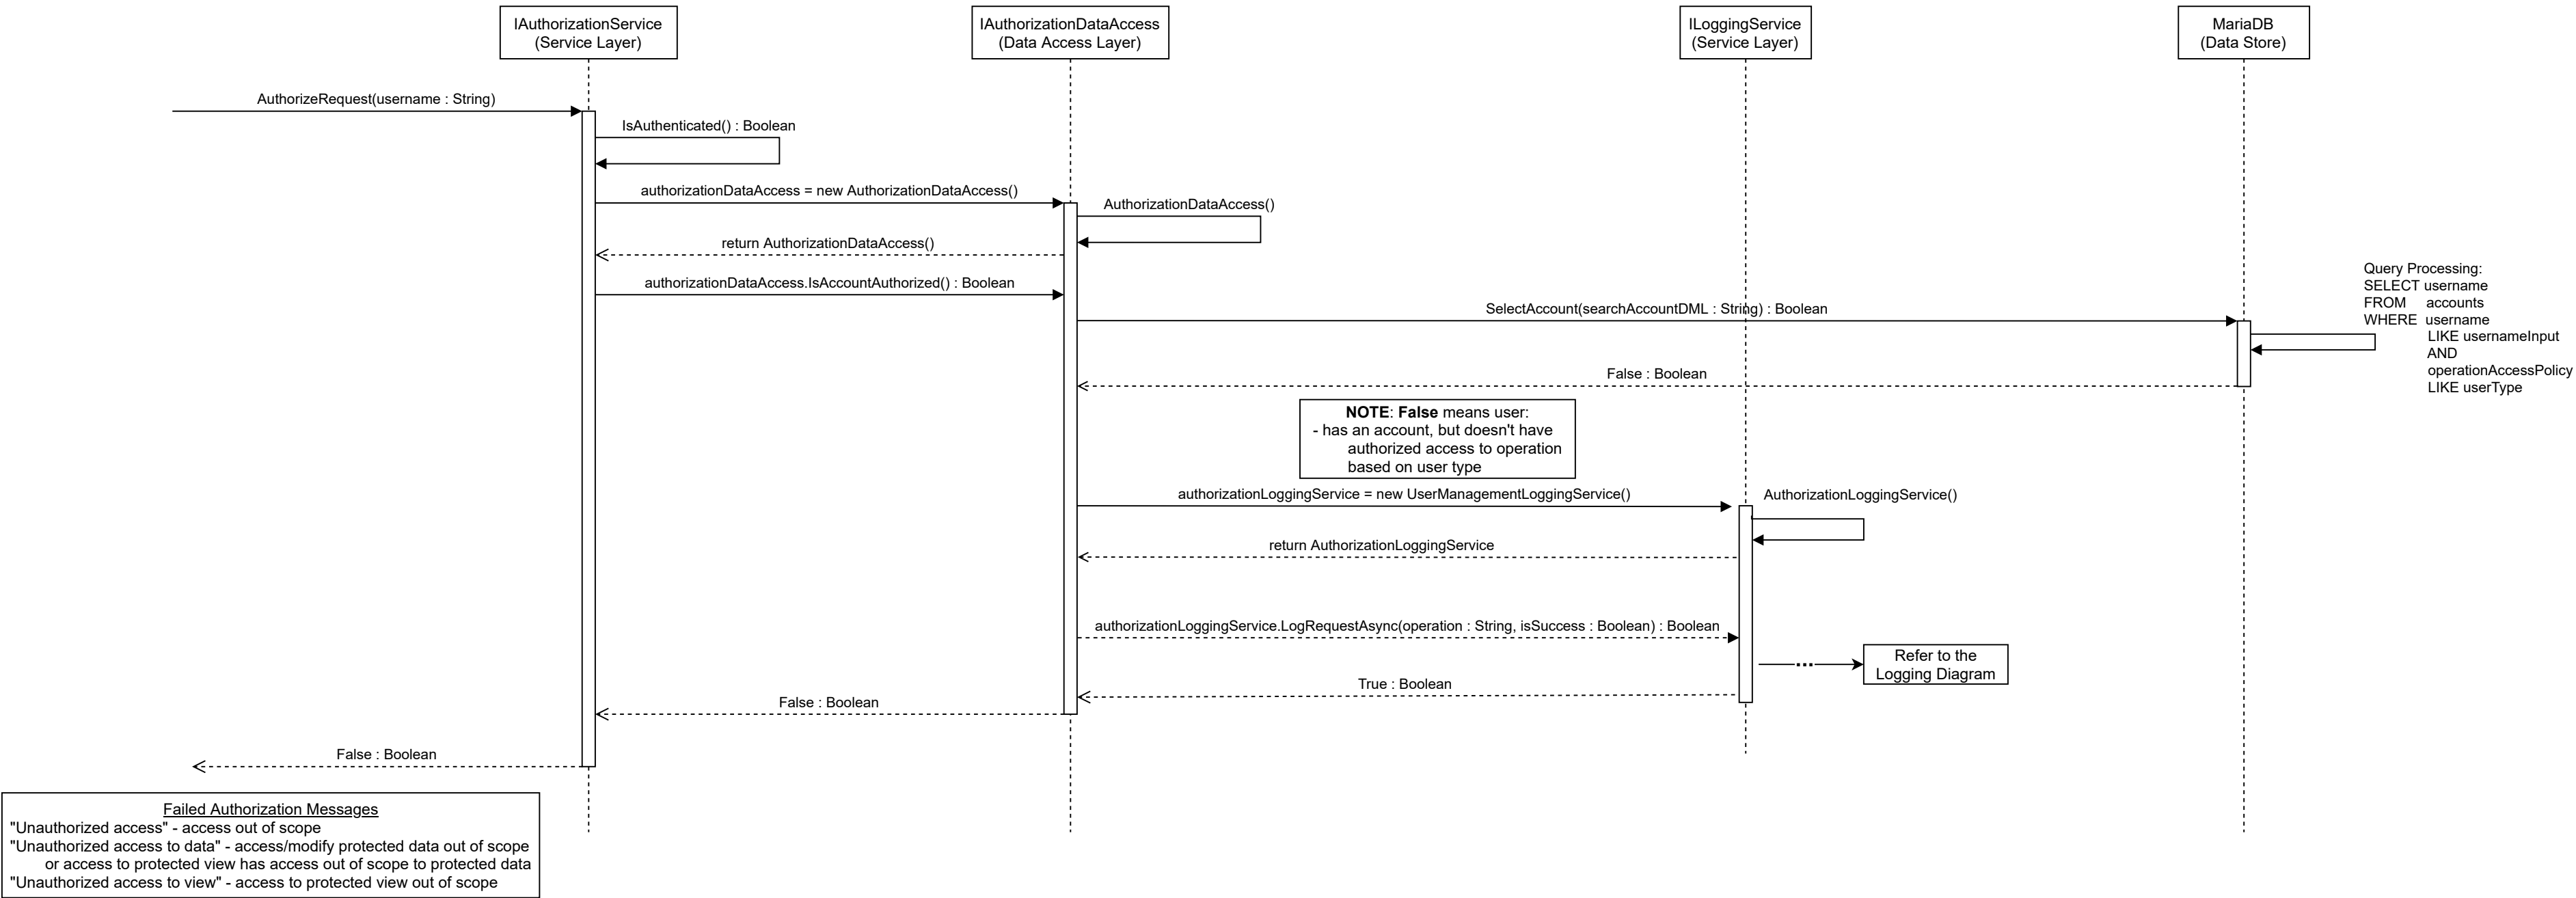 IAuthorizationService
(Service Layer)
IAuthorizationDataAccess
(Data Access Layer)
ILoggingService
(Service Layer)
MariaDB
(Data Store)
AuthorizeRequest(username : String)
IsAuthenticated() : Boolean
authorizationDataAccess = new AuthorizationDataAccess()
AuthorizationDataAccess()
return AuthorizationDataAccess()
authorizationDataAccess.IsAccountAuthorized() : Boolean
SelectAccount(searchAccountDML : String) : Boolean
Query Processing:
SELECT username
FROM accounts
WHERE username
LIKE usernameInput
AND
operationAccessPolicy
LIKE userType
False : Boolean
NOTE: False means user:
- has an account, but doesn't have
authorized access to operation
based on user type
authorizationLoggingService = new UserManagementLoggingService()
AuthorizationLoggingService()
return AuthorizationLoggingService
authorizationLoggingService.LogRequestAsync(operation : String, isSuccess : Boolean) : Boolean
Refer to the
Logging Diagram
True : Boolean
False : Boolean
False : Boolean
Failed Authorization Messages
"Unauthorized access" - access out of scope
"Unauthorized access to data" - access/modify protected data out of scope
or access to protected view has access out of scope to protected data
"Unauthorized access to view" - access to protected view out of scope